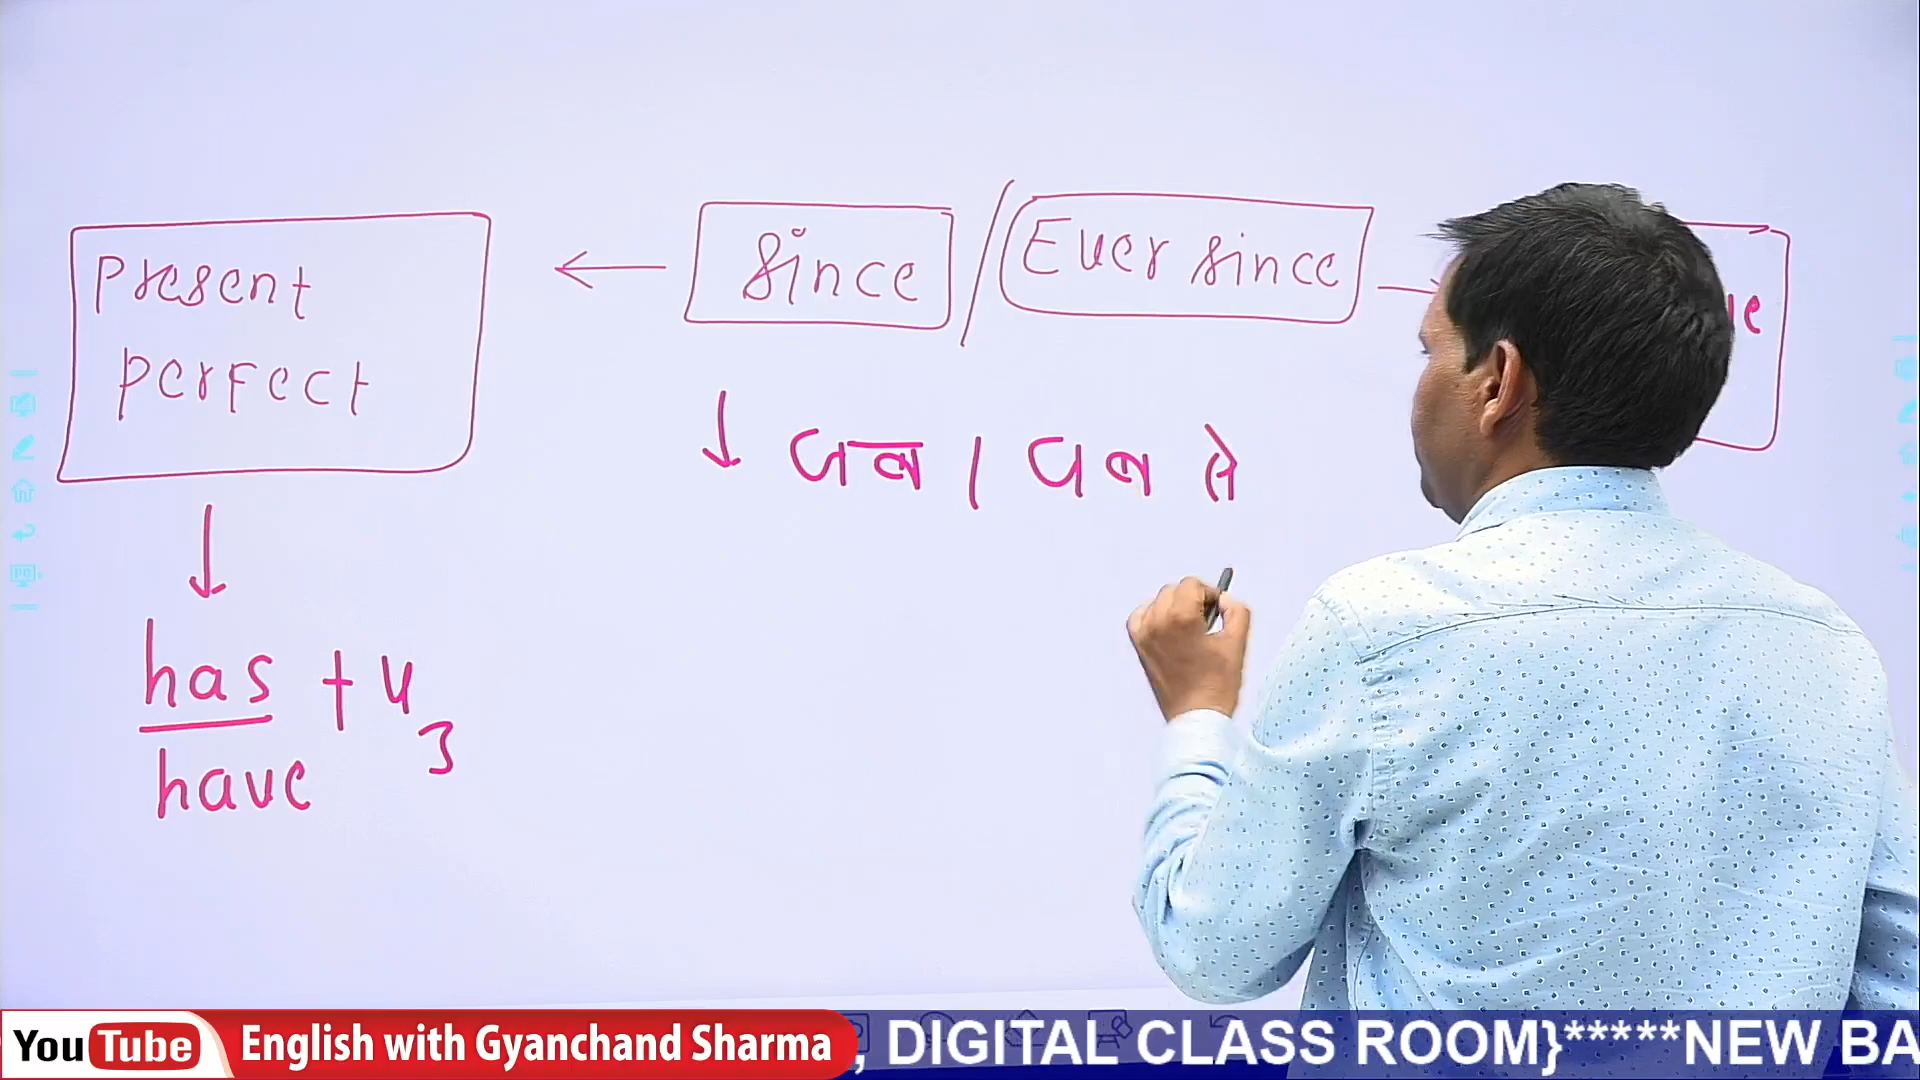 Present
perfect
since / Ever since
जब / जब से
has + V3
have
YouTube English with Gyanchand Sharma , DIGITAL CLASS ROOM}*****NEW BA